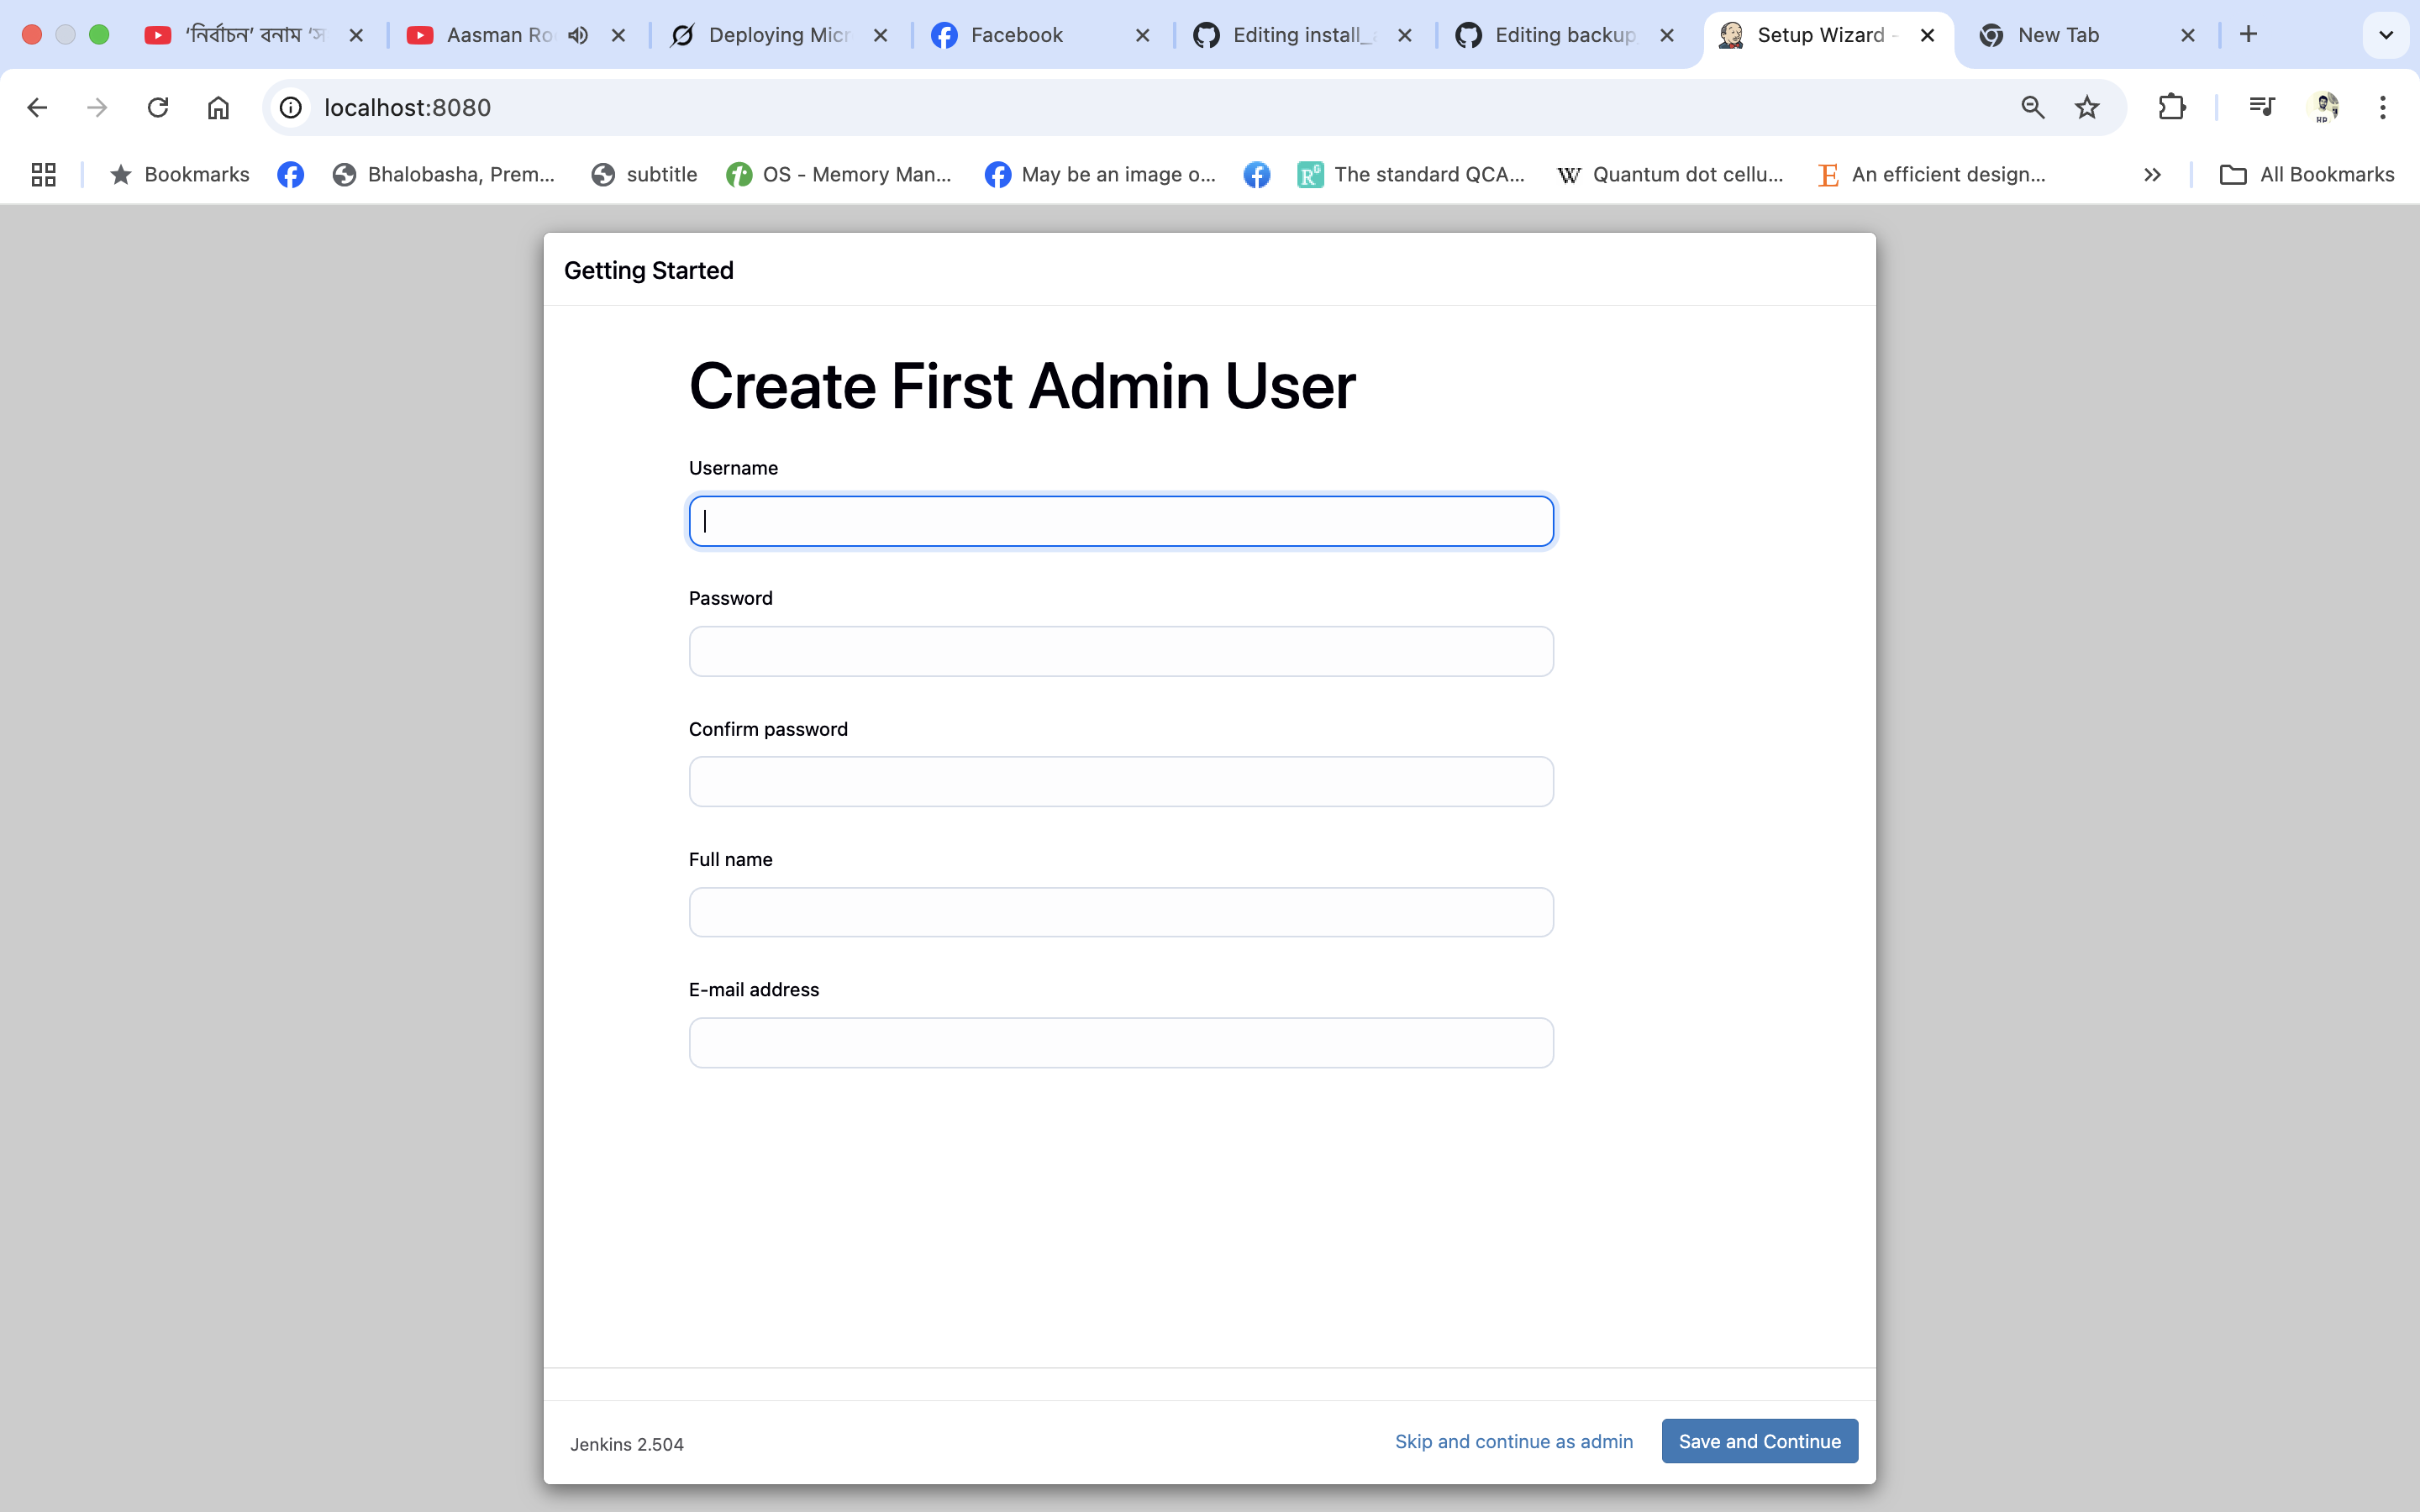 ‘নির্বাচন’ বনাম ‘স
Aasman Ro
Deploying Micr
Facebook
Editing install_
Editing backup
Setup Wizard -
New Tab
localhost:8080
Bookmarks
Bhalobasha, Prem...
subtitle
OS - Memory Man...
May be an image o...
The standard QCA...
Quantum dot cellu...
An efficient design...
All Bookmarks
Getting Started
Create First Admin User
Username
Password
Confirm password
Full name
E-mail address
Jenkins 2.504
Skip and continue as admin
Save and Continue